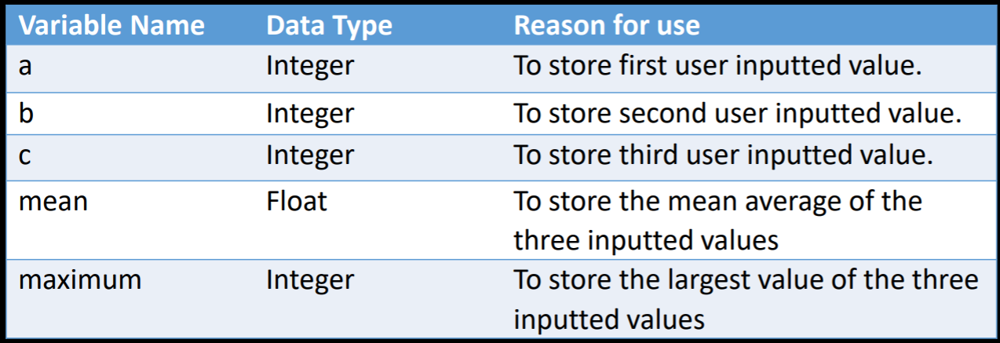 Variable Name Data Type Reason for use
a Integer To store first user inputted value.
b Integer To store second user inputted value.
c Integer To store third user inputted value.
mean Float To store the mean average of the
three inputted values
maximum Integer To store the largest value of the three
inputted values